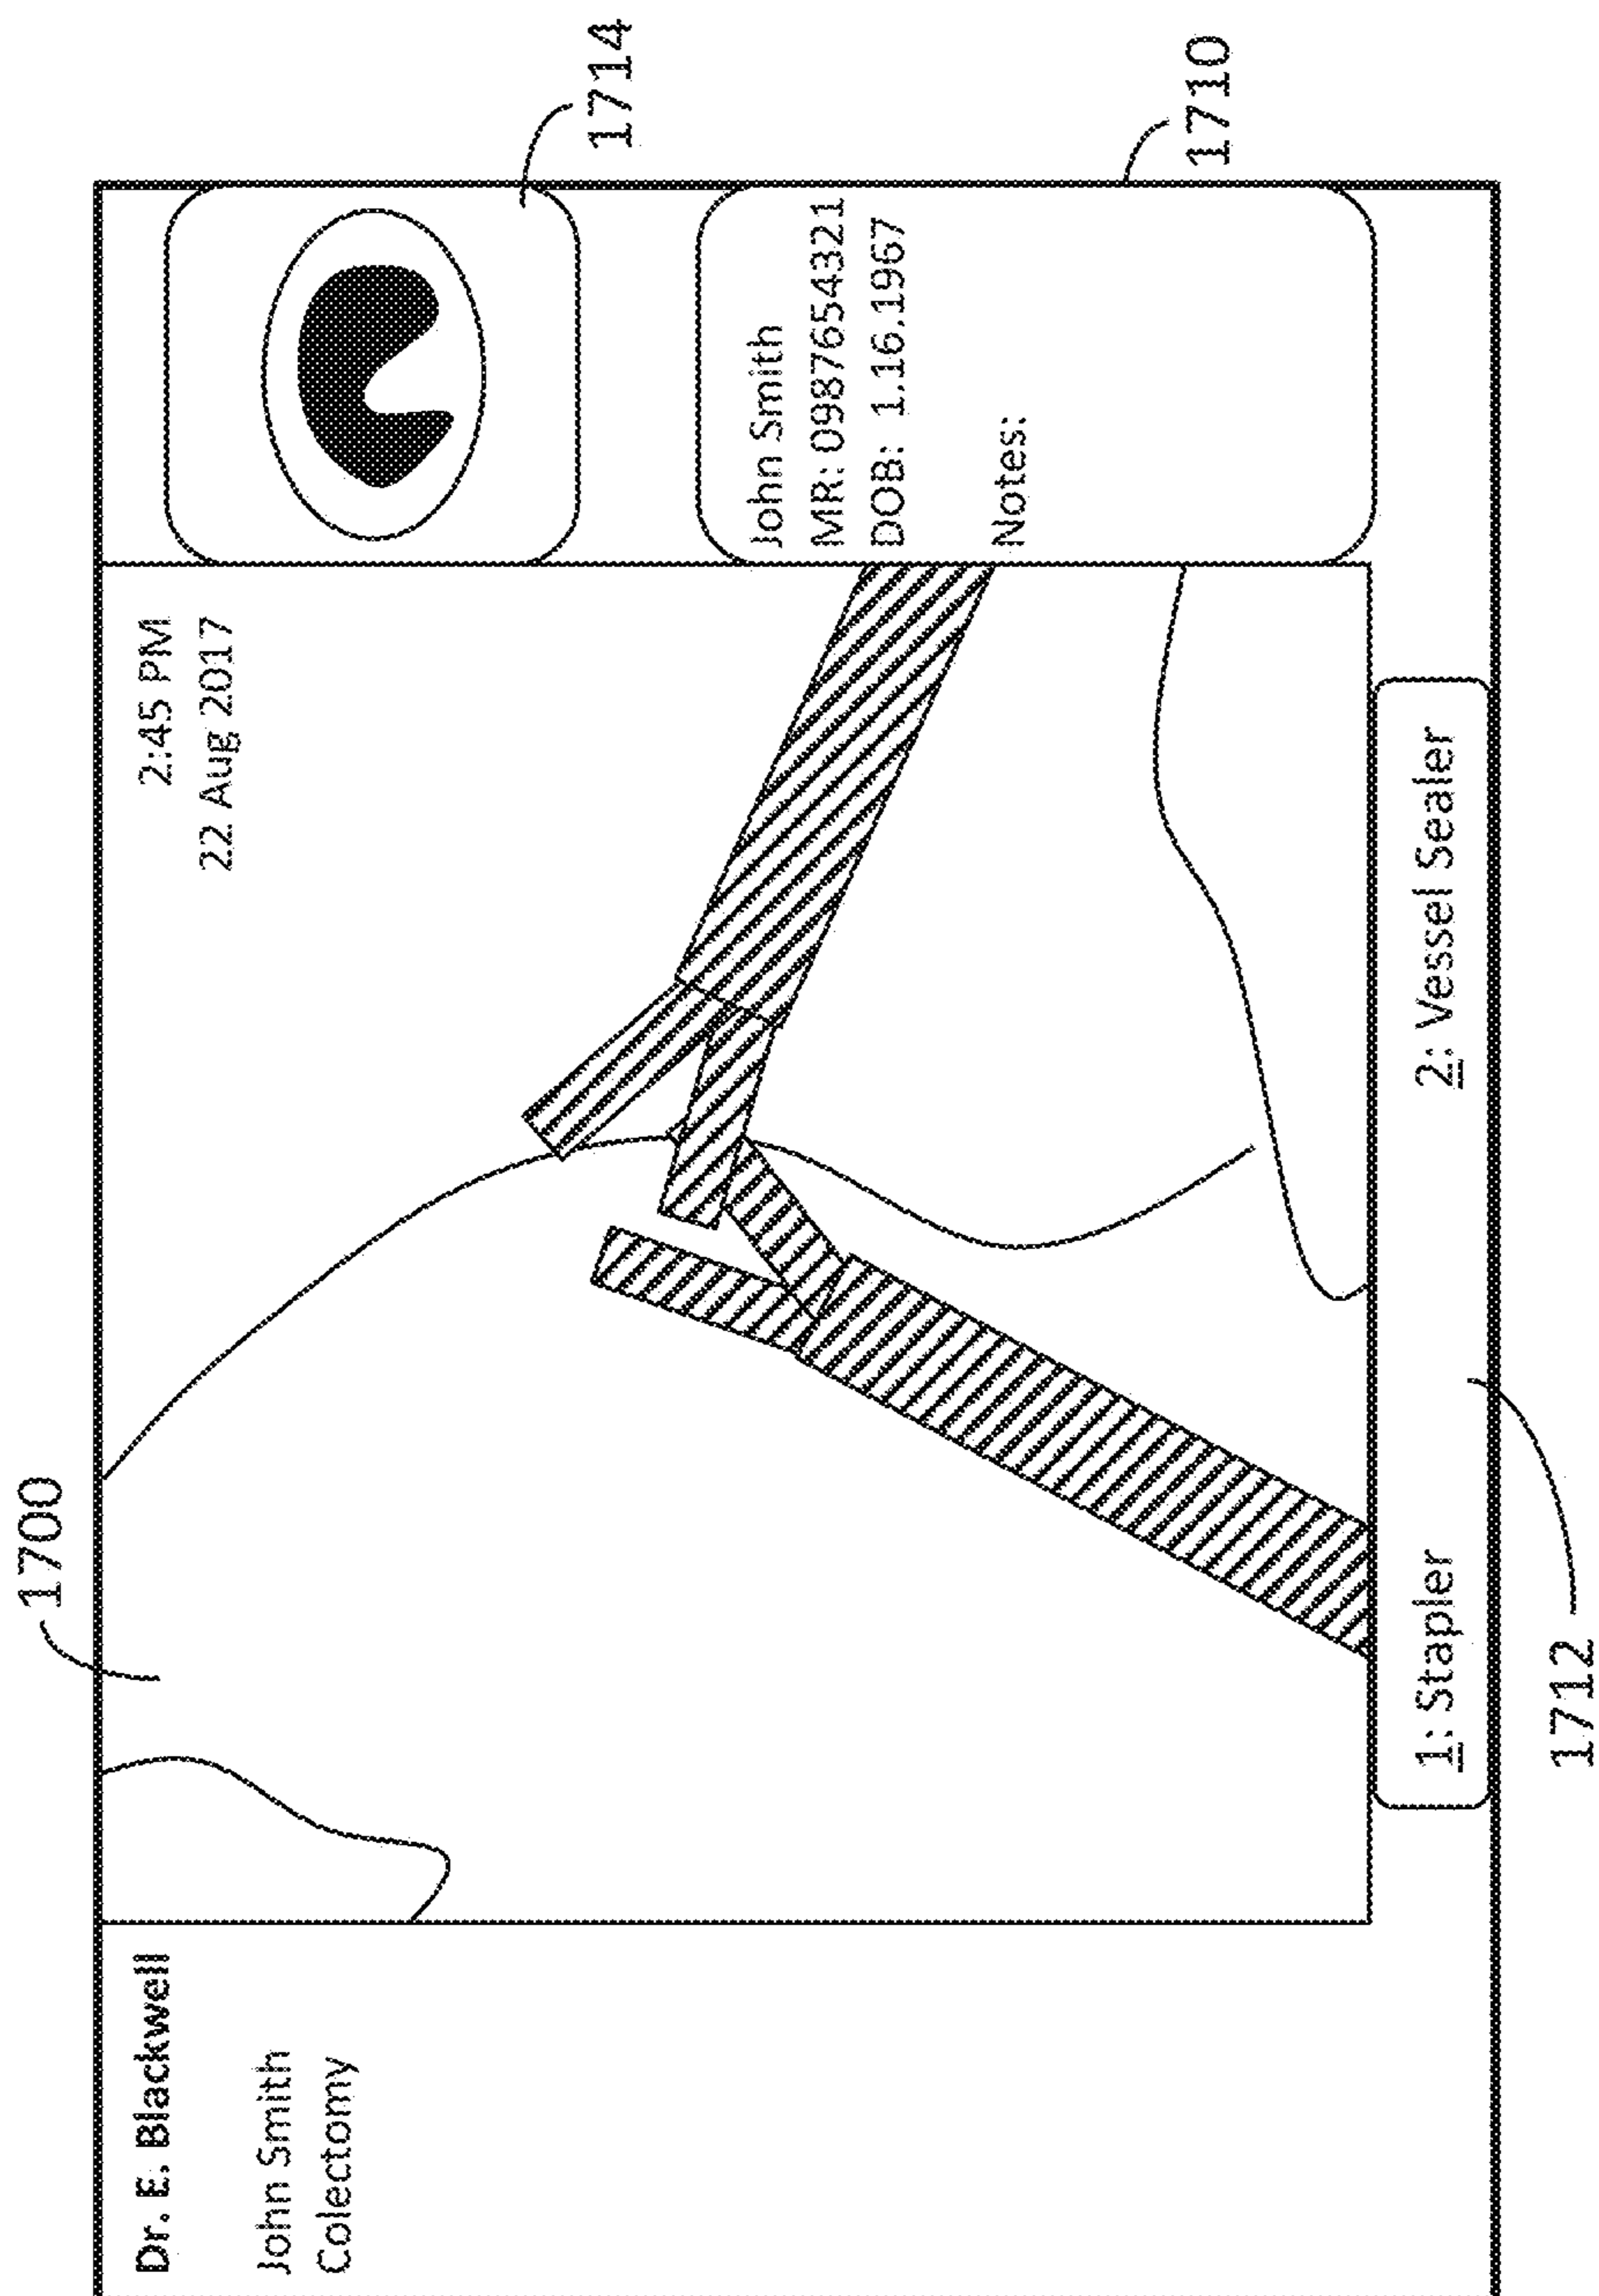 1700
Dr. E. Blackwell
John Smith
Colectomy
2:45 PM
22 Aug 2017
1714
John Smith
MR: 0987654321
DOB: 1.16.1967
Notes:
1710
1: Stapler
2: Vessel Sealer
1712